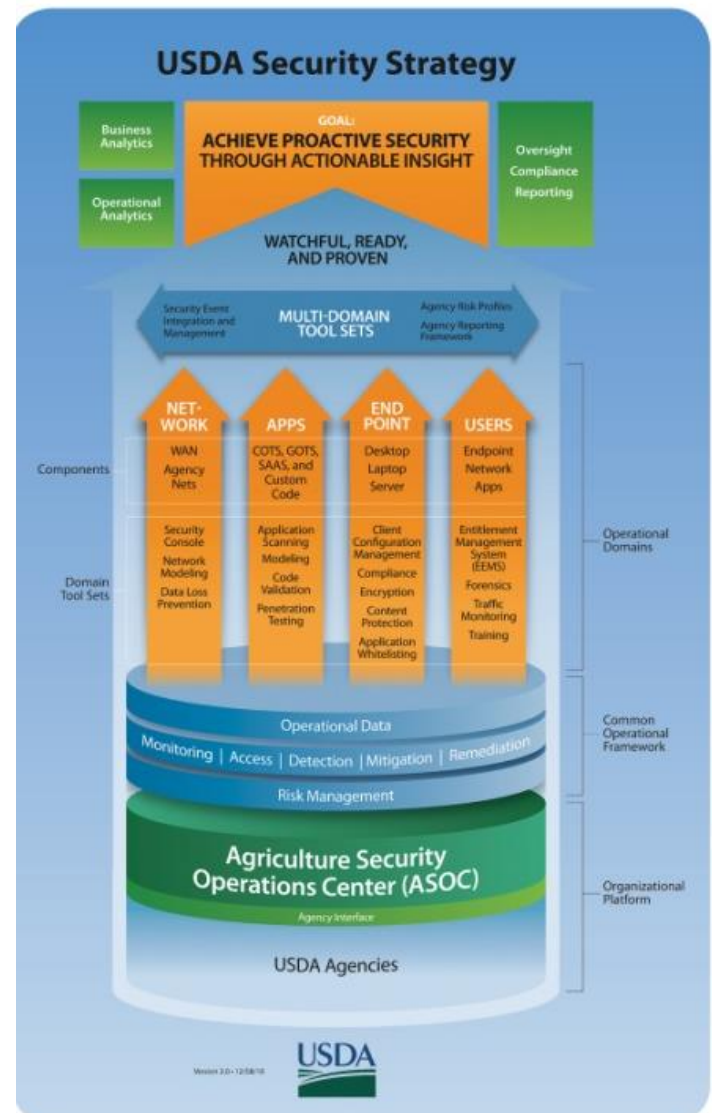 USDA Security Strategy
Business
Analytics
Operational
Analytics
GOAL:
ACHIEVE PROACTIVE SECURITY
THROUGH ACTIONABLE INSIGHT
Oversight
Compliance
Reporting
WATCHFUL, READY,
AND PROVEN
Security Event
Integration and
Management
MULTI-DOMAIN
TOOL SETS
Agency Risk Profiles
Agency Reporting
Framework
NET-
WORK
WAN
Agency
Nets
Security
Console
Network
Modeling
Data Loss
Prevention
APPS
COTS, GOTS,
SAAS, and
Custom
Code
Application
Scanning
Modeling
Code
Validation
Penetration
Testing
END
POINT
Desktop
Laptop
Server
Client
Configuration
Management
Compliance
Encryption
Content
Protection
Application
Whitelisting
USERS
Endpoint
Network
Apps
Entitlement
Management
System
(EEMS)
Forensics
Traffic
Monitoring
Training
Components
Domain
Tool Sets
Operational
Domains
Operational Data
Monitoring | Access | Detection | Mitigation | Remediation
Risk Management
Common
Operational
Framework
Agriculture Security
Operations Center (ASOC)
Agency Interface
USDA Agencies
Organizational
Platform
USDA